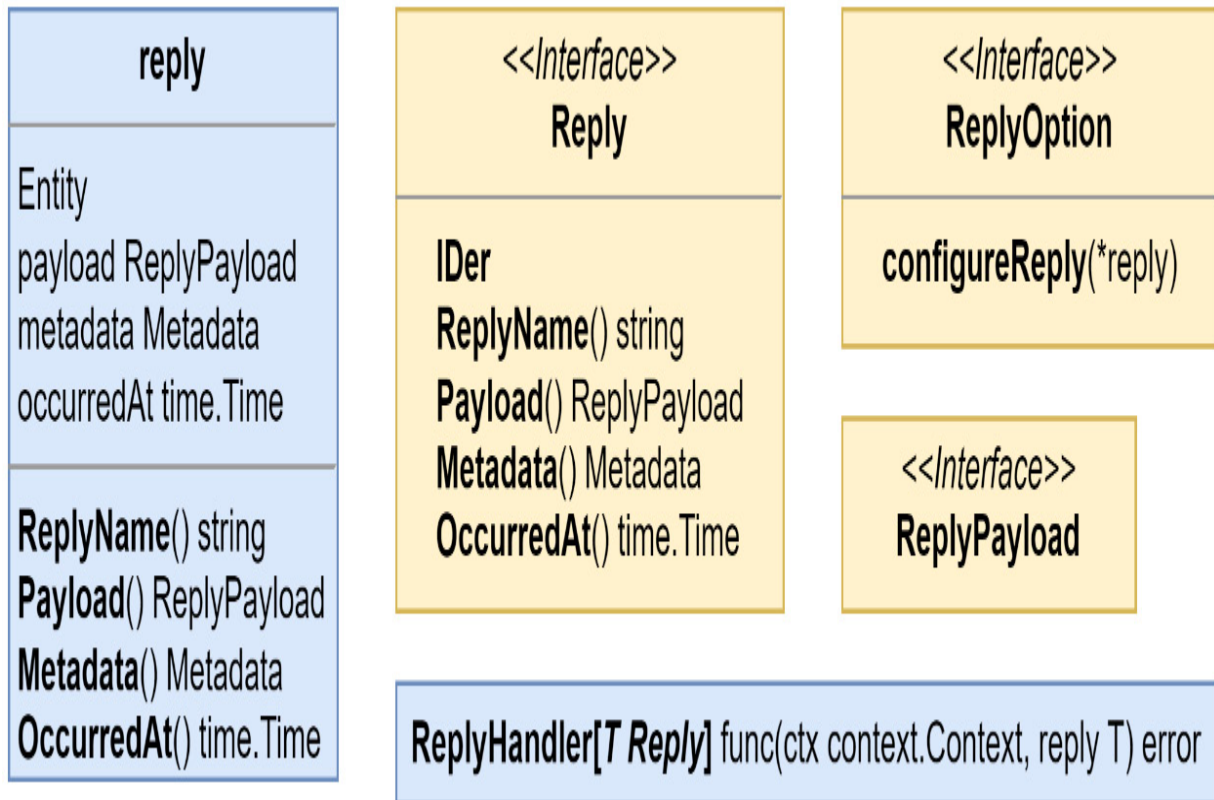 reply
Entity
payload ReplyPayload
metadata Metadata
occurredAt time.Time
ReplyName() string
Payload() ReplyPayload
Metadata() Metadata
OccurredAt() time.Time
<<Interface>>
Reply
IDer
ReplyName() string
Payload() ReplyPayload
Metadata() Metadata
OccurredAt() time.Time
<<Interface>>
ReplyOption
configureReply(*reply)
<<Interface>>
ReplyPayload
ReplyHandler[T Reply] func(ctx context.Context, reply T) error